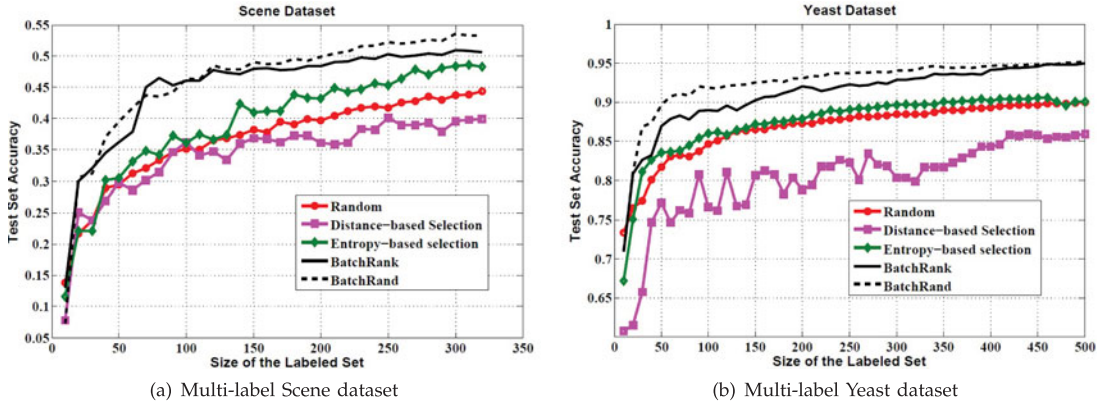 Scene Dataset
Test Set Accuracy
0.55
0.5
0.45
0.4
0.35
0.3
0.25
0.2
0.15
0.1
0.05
Random
Distance−based Selection
Entropy−based selection
BatchRank
BatchRand
0 50 100 150 200 250 300 350
Size of the Labeled Set
(a) Multi-label Scene dataset
Yeast Dataset
Test Set Accuracy
1
0.95
0.9
0.85
0.8
0.75
0.7
0.65
Random
Distance−based Selection
Entropy−based selection
BatchRank
BatchRand
0 50 100 150 200 250 300 350 400 450 500
Size of the Labeled Set
(b) Multi-label Yeast dataset